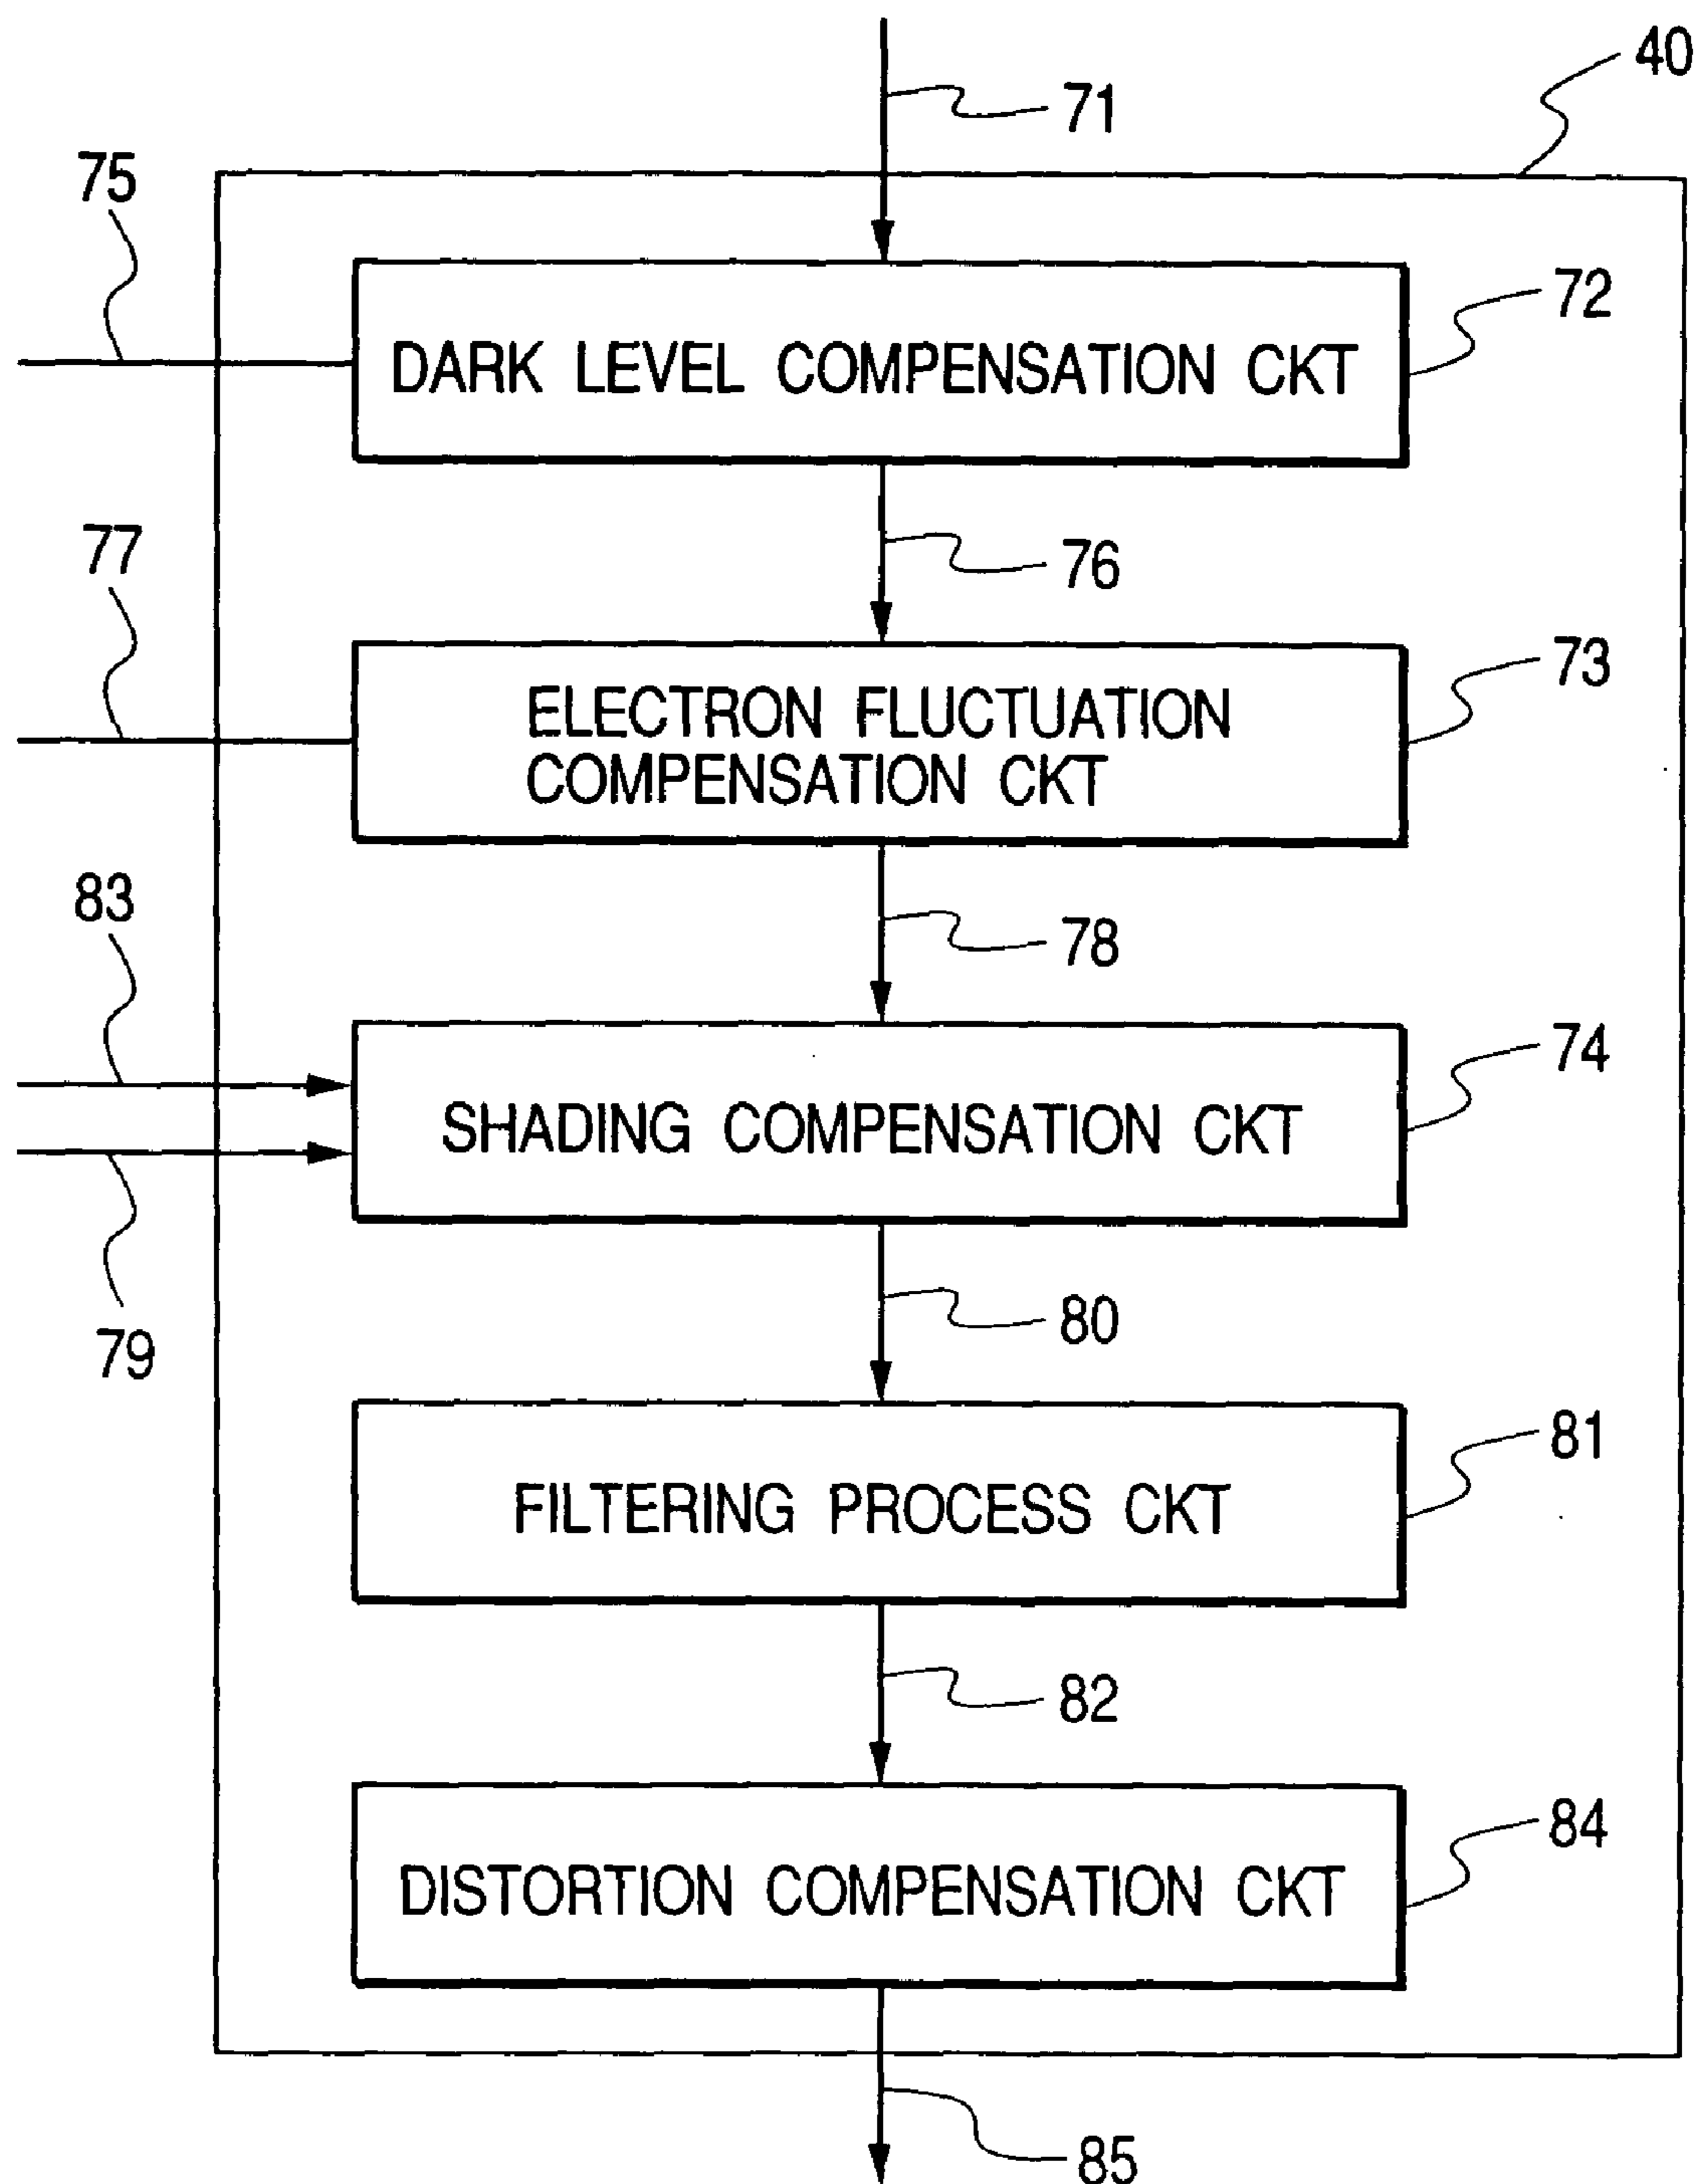 40
71
75
72
DARK LEVEL COMPENSATION CKT
76
77
73
ELECTRON FLUCTUATION
COMPENSATION CKT
78
83
74
SHADING COMPENSATION CKT
79
80
81
FILTERING PROCESS CKT
82
84
DISTORTION COMPENSATION CKT
85